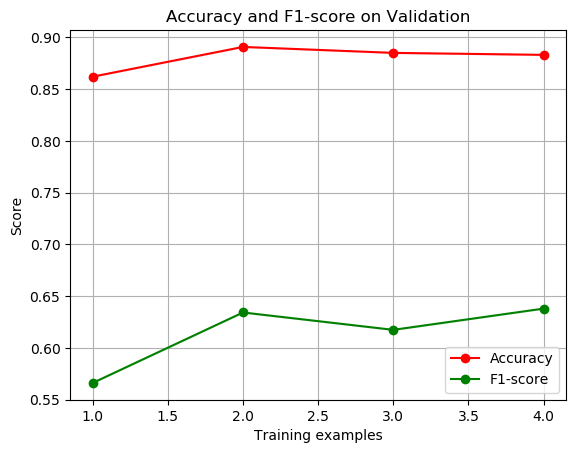 Accuracy and F1-score on Validation
0.90
0.85
0.80
0.75
0.70
0.65
0.60
0.55
Score
1.0 1.5 2.0 2.5 3.0 3.5 4.0
Training examples
Accuracy
F1-score